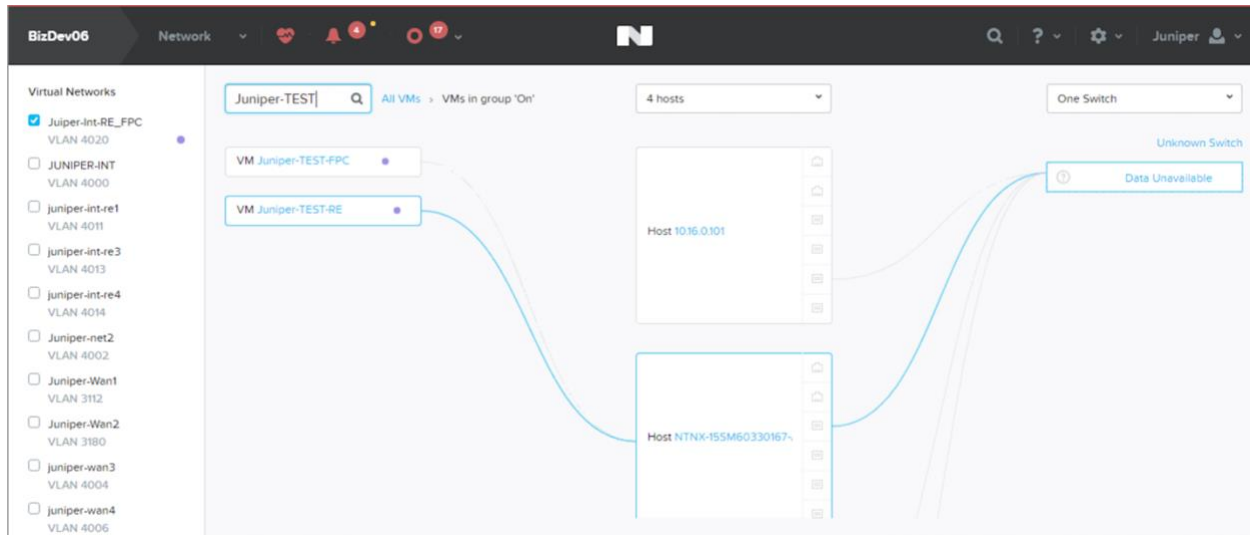 BizDev06
Network
4
17
?
Juniper
Virtual Networks
Juiper-Int-RE_FPC
VLAN 4020
JUNIPER-INT
VLAN 4000
juniper-int-re1
VLAN 4011
juniper-int-re3
VLAN 4013
juniper-int-re4
VLAN 4014
Juniper-net2
VLAN 4002
Juniper-Wan1
VLAN 3112
Juniper-Wan2
VLAN 3180
juniper-wan3
VLAN 4004
juniper-wan4
VLAN 4006
Juniper-TEST
All VMs > VMs in group 'On'
VM Juniper-TEST-FPC
VM Juniper-TEST-RE
4 hosts
Host 10.16.0.101
Host NTNX-15SM60330167-
One Switch
Unknown Switch
Data Unavailable